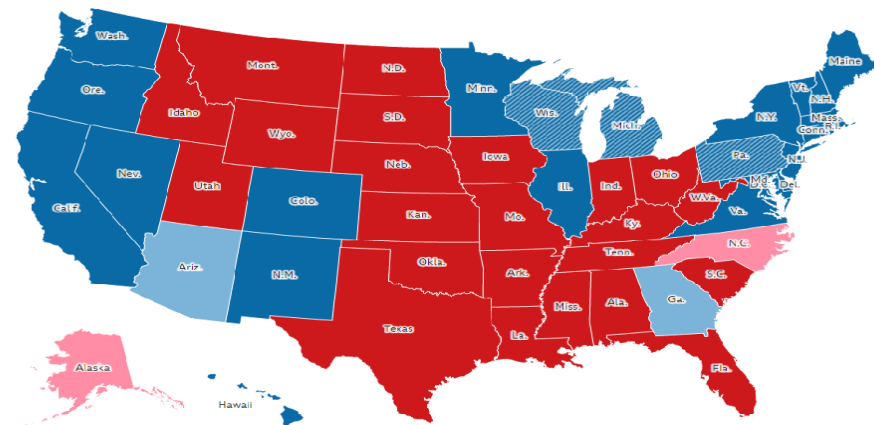 Wash.
Mont.
N.D.
Minn.
Maine
Ore.
Idaho
S.D.
Wis.
Mich.
Vt.
N.H.
N.Y.
Mass.
R.I.
Conn.
Wyo.
Neb.
Iowa
Pa.
N.J.
Nev.
Utah
Colo.
Ill.
Ind.
Ohio
Md.
D.C.
Del.
Calif.
Kan.
Mo.
Ky.
W.Va.
Va.
Ariz.
N.M.
Okla.
Ark.
Tenn.
N.C.
S.C.
Texas
La.
Miss.
Ala.
Ga.
Fla.
Alaska
Hawaii